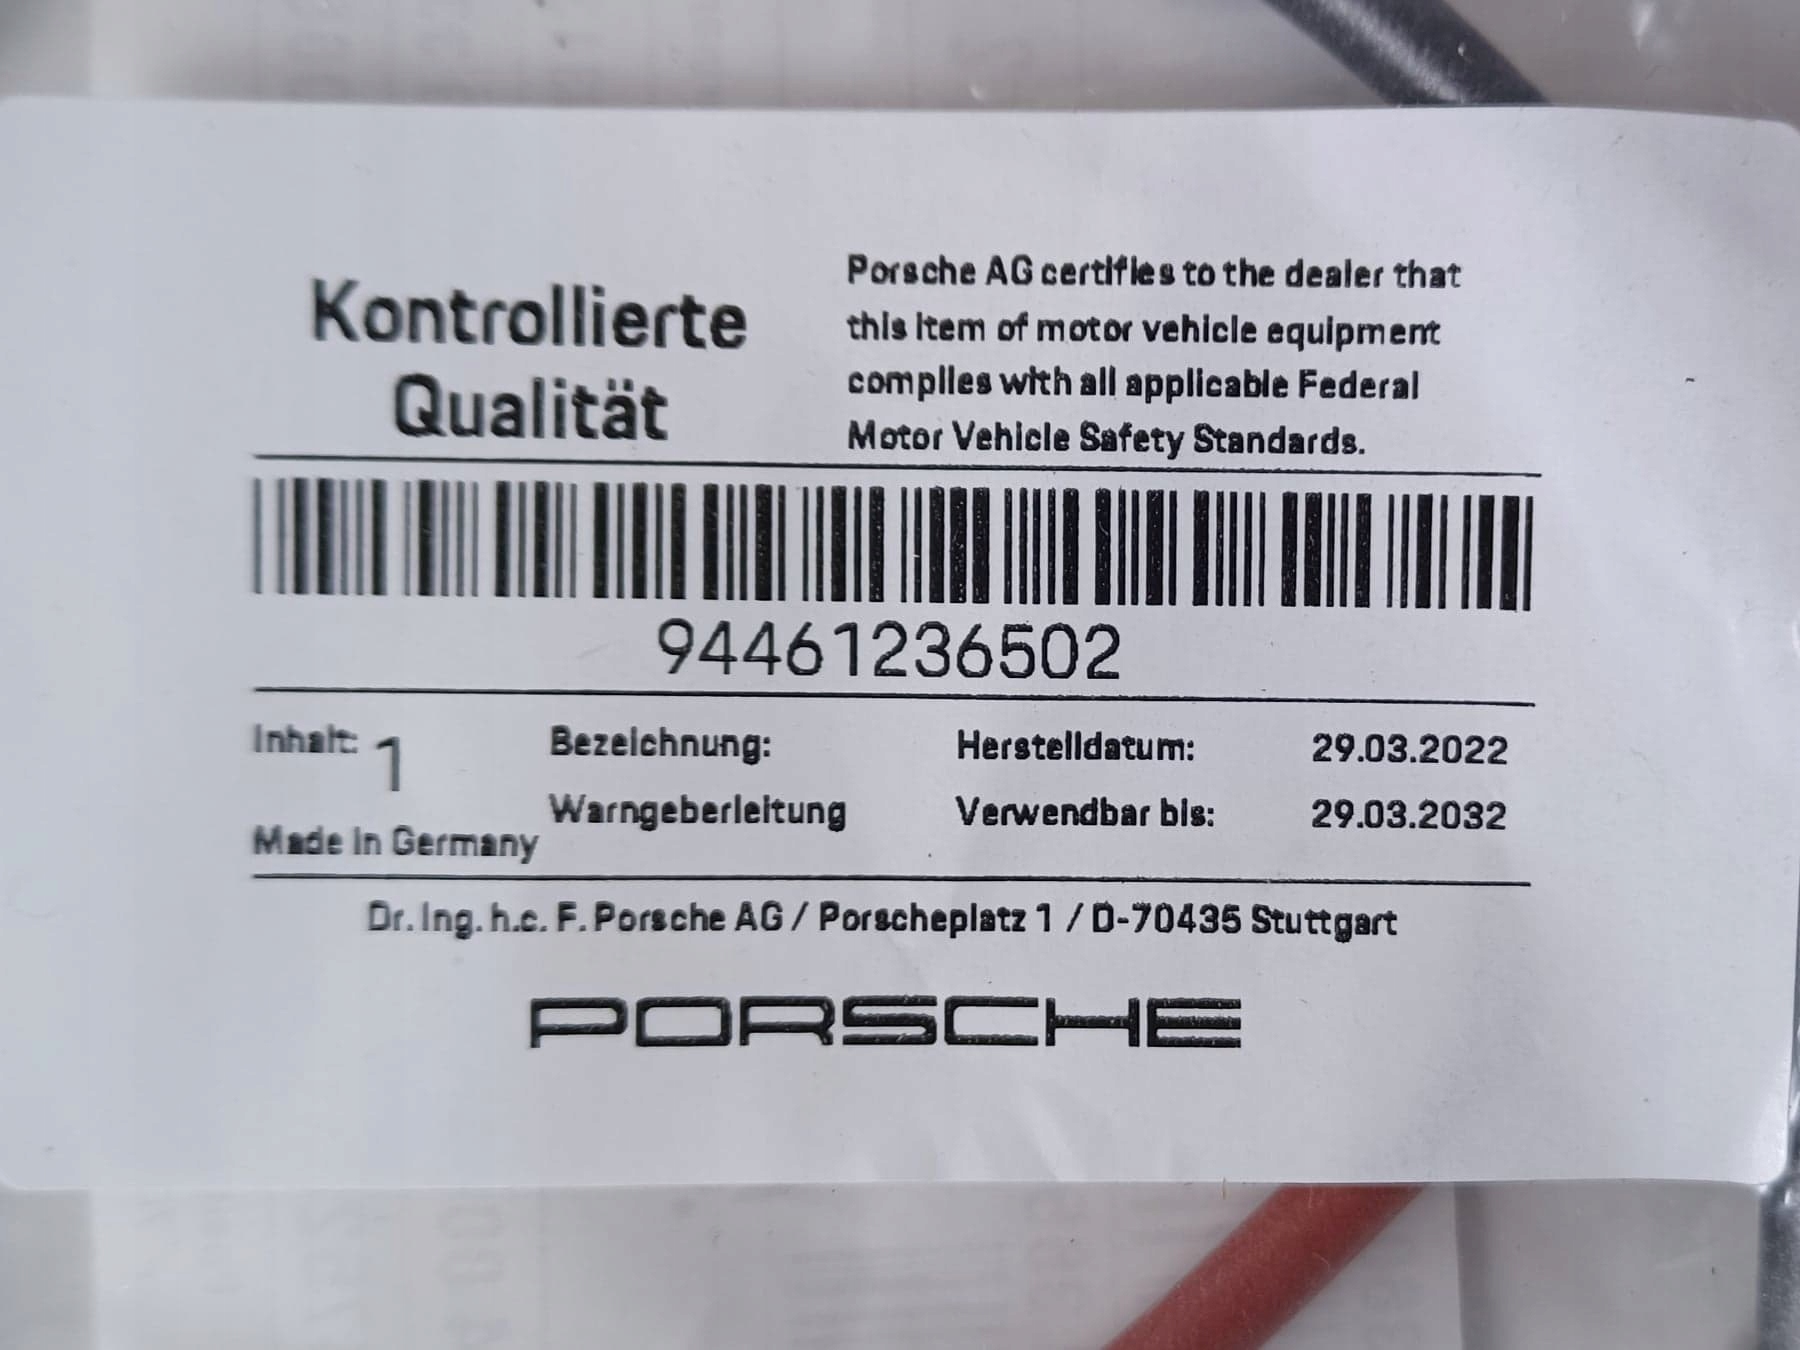 Kontrollierte
Qualität
Porsche AG certifies to the dealer that
this item of motor vehicle equipment
complies with all applicable Federal
Motor Vehicle Safety Standards.
94461236502
Inhalt: 1
Made in Germany
Bezeichnung:
Warngeberleitung
Herstelldatum: 29.03.2022
Verwendbar bis: 29.03.2032
Dr. Ing. h.c. F. Porsche AG / Porscheplatz 1 / D-70435 Stuttgart
PORSCHE